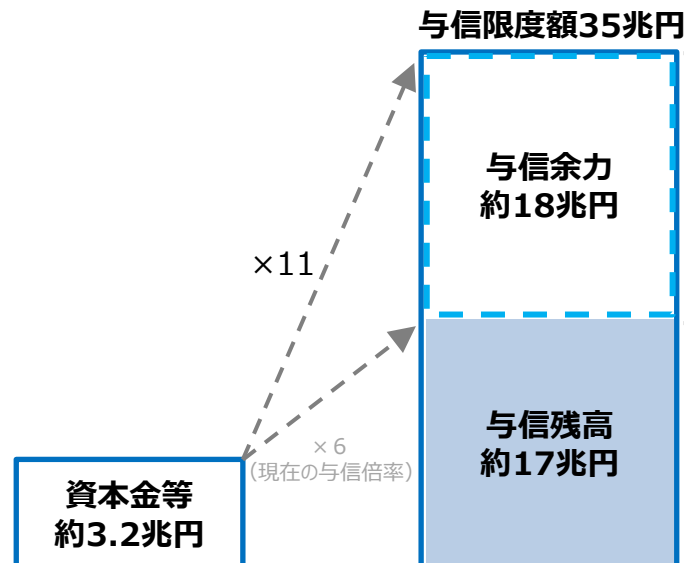 与信限度額35兆円
与信余力
約18兆円
×11
与信残高
約17兆円
×6
(現在の与信倍率)
資本金等
約3.2兆円